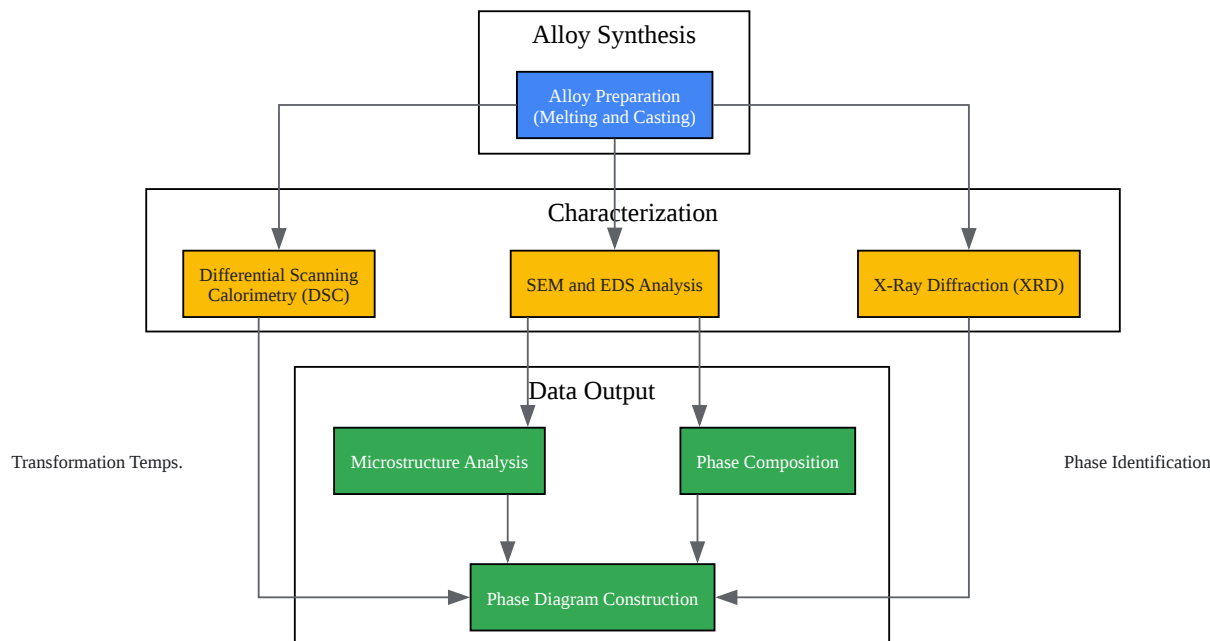 Alloy Synthesis
Alloy Preparation
(Melting and Casting)
Characterization
Differential Scanning
Calorimetry (DSC)
SEM and EDS Analysis
X-Ray Diffraction (XRD)
Data Output
Microstructure Analysis
Phase Composition
Transformation Temps.
Phase Identification
Phase Diagram Construction